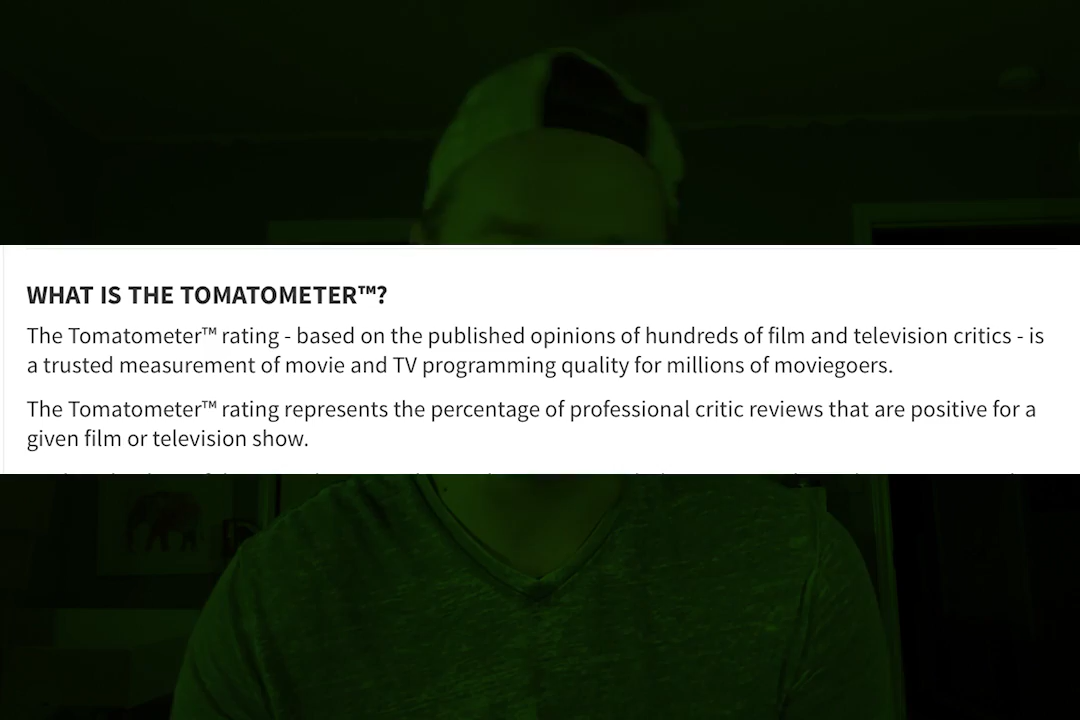 WHAT IS THE TOMATOMETER™?
The Tomatometer™ rating - based on the published opinions of hundreds of film and television critics - is
a trusted measurement of movie and TV programming quality for millions of moviegoers.
The Tomatometer™ rating represents the percentage of professional critic reviews that are positive for a
given film or television show.